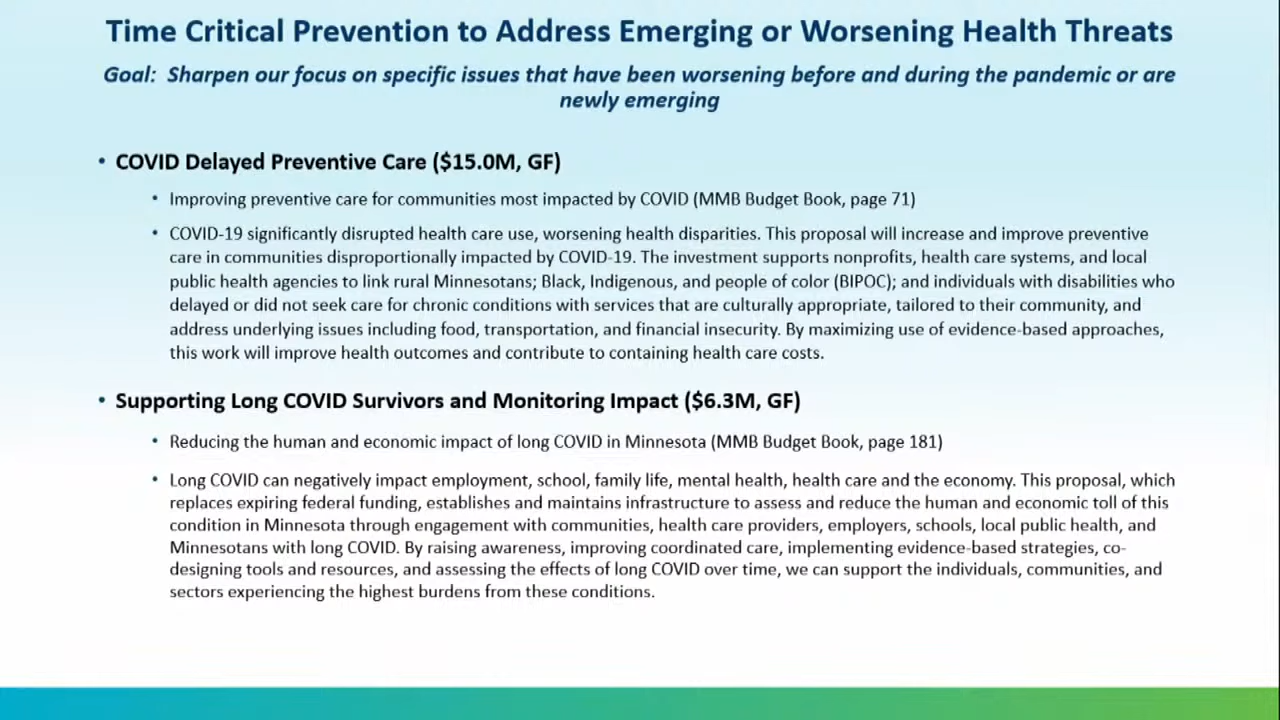 Time Critical Prevention to Address Emerging or Worsening Health Threats
Goal:  Sharpen our focus on specific issues that have been worsening before and during the pandemic or are
newly emerging
• COVID Delayed Preventive Care ($15.0M, GF)
• Improving preventive care for communities most impacted by COVID (MMB Budget Book, page 71)
• COVID-19 significantly disrupted health care use, worsening health disparities. This proposal will increase and improve preventive
care in communities disproportionally impacted by COVID-19. The investment supports nonprofits, health care systems, and local
public health agencies to link rural Minnesotans; Black, Indigenous, and people of color (BIPOC); and individuals with disabilities who
delayed or did not seek care for chronic conditions with services that are culturally appropriate, tailored to their community, and
address underlying issues including food, transportation, and financial insecurity. By maximizing use of evidence-based approaches,
this work will improve health outcomes and contribute to containing health care costs.
• Supporting Long COVID Survivors and Monitoring Impact ($6.3M, GF)
• Reducing the human and economic impact of long COVID in Minnesota (MMB Budget Book, page 181)
• Long COVID can negatively impact employment, school, family life, mental health, health care and the economy. This proposal, which
replaces expiring federal funding, establishes and maintains infrastructure to assess and reduce the human and economic toll of this
condition in Minnesota through engagement with communities, health care providers, employers, schools, local public health, and
Minnesotans with long COVID. By raising awareness, improving coordinated care, implementing evidence-based strategies, co-
designing tools and resources, and assessing the effects of long COVID over time, we can support the individuals, communities, and
sectors experiencing the highest burdens from these conditions.